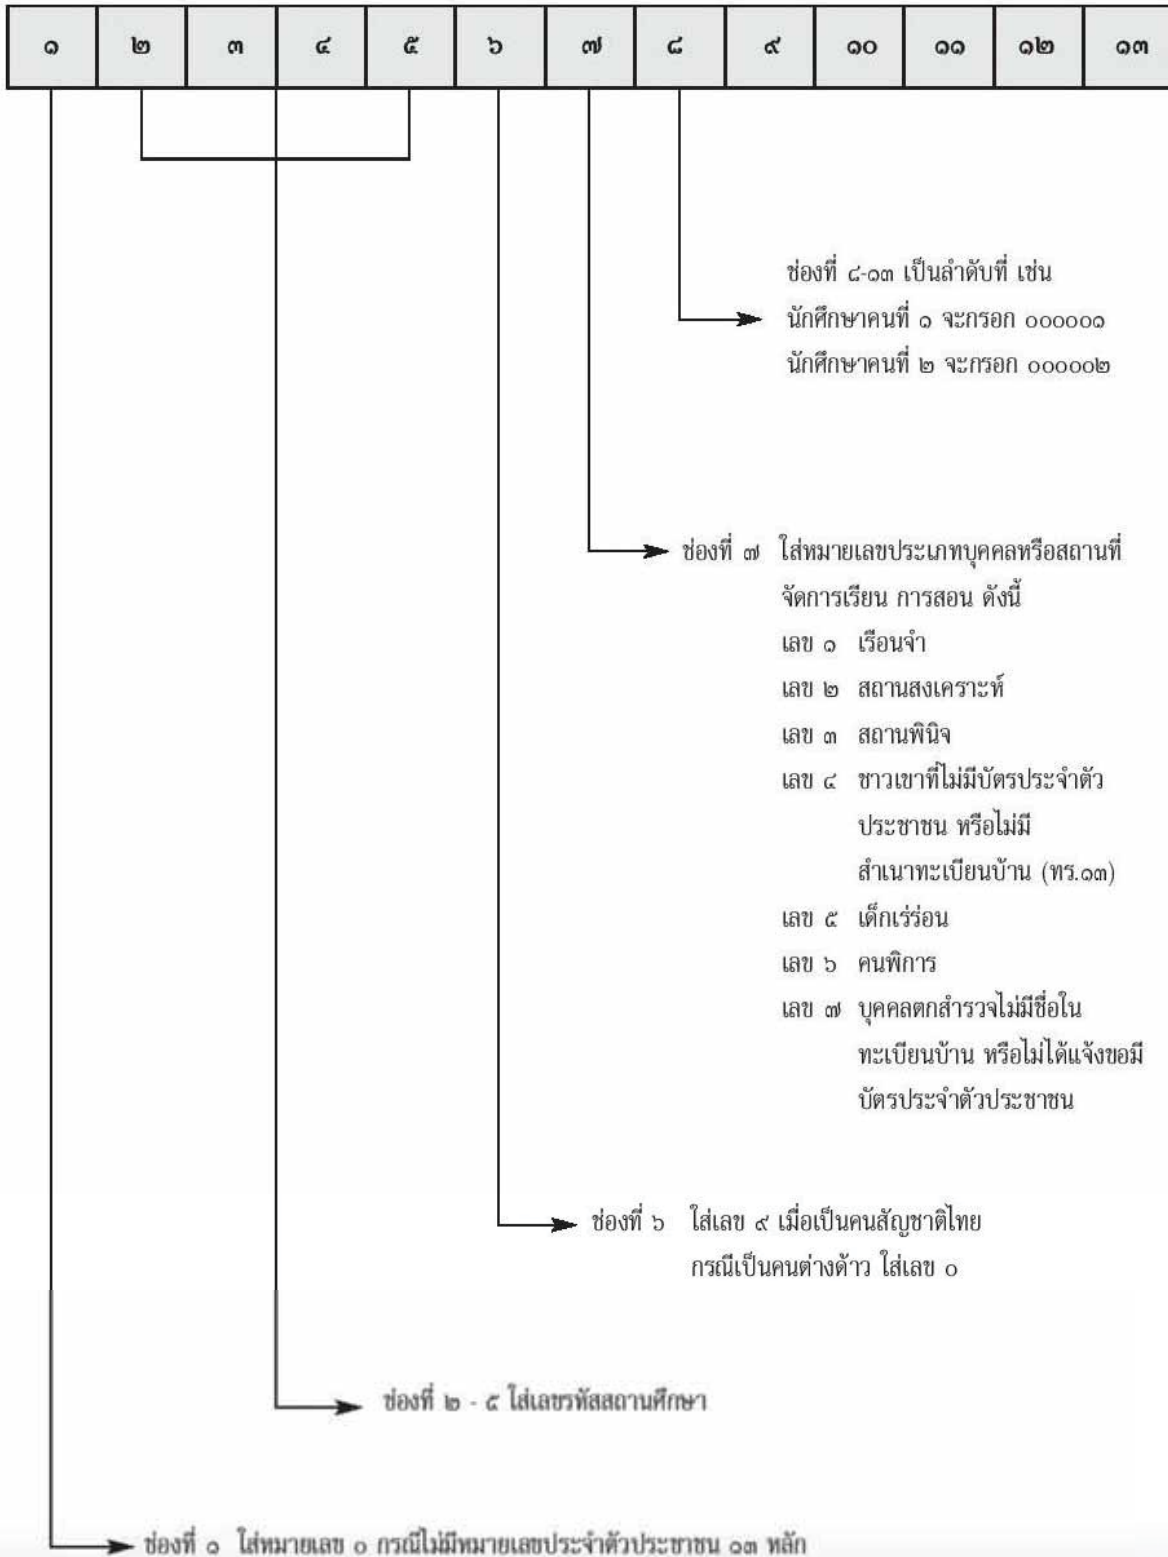 ๑ ๒ ๓ ๔ ๕ ๖ ๗ ๘ ๙ ๑๐ ๑๑ ๑๒ ๑๓
ช่องที่ ๘-๑๓ เป็นลำดับที่ เช่น
นักศึกษาคนที่ ๑ จะกรอก ๐๐๐๐๐๑
นักศึกษาคนที่ ๒ จะกรอก ๐๐๐๐๐๒
ช่องที่ ๗ ใส่หมายเลขประเภทบุคคลหรือสถานที่
จัดการเรียน การสอน ดังนี้
เลข ๑ เรือนจำ
เลข ๒ สถานสงเคราะห์
เลข ๓ สถานพินิจ
เลข ๔ ชาวเขาที่ไม่มีบัตรประจำตัว
ประชาชน หรือไม่มี
สำเนาทะเบียนบ้าน (ทร.๑๓)
เลข ๕ เด็กเร่ร่อน
เลข ๖ คนพิการ
เลข ๗ บุคคลตกสำรวจไม่มีชื่อใน
ทะเบียนบ้าน หรือไม่ได้แจ้งขอมี
บัตรประจำตัวประชาชน
ช่องที่ ๖ ใส่เลข ๙ เมื่อเป็นคนสัญชาติไทย
กรณีเป็นคนต่างด้าว ใส่เลข ๐
ช่องที่ ๒ - ๕ ใส่เลขรหัสสถานศึกษา
ช่องที่ ๑ ใส่หมายเลข ๐ กรณีไม่มีหมายเลขประจำตัวประชาชน ๑๓ หลัก